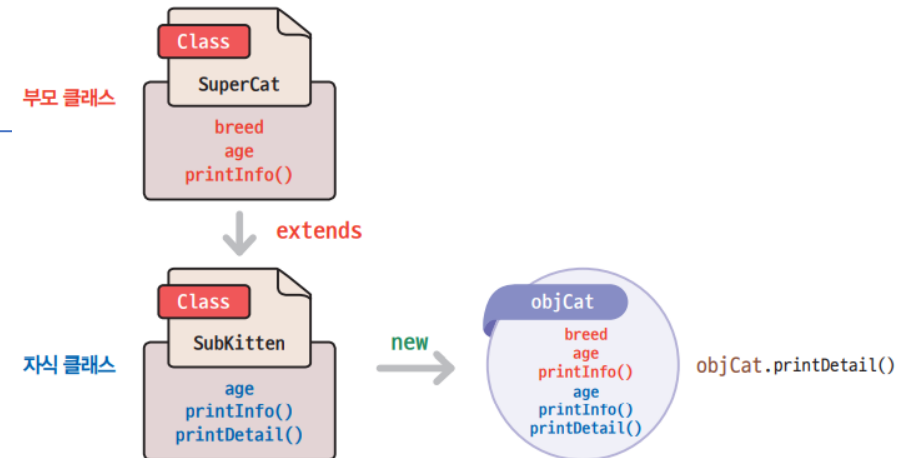 Class
SuperCat
부모 클래스
breed
age
printInfo()
extends
Class
SubKitten
자식 클래스
age
printInfo()
printDetail()
new
objCat
breed
age
printInfo()
age
printInfo()
printDetail()
objCat.printDetail()